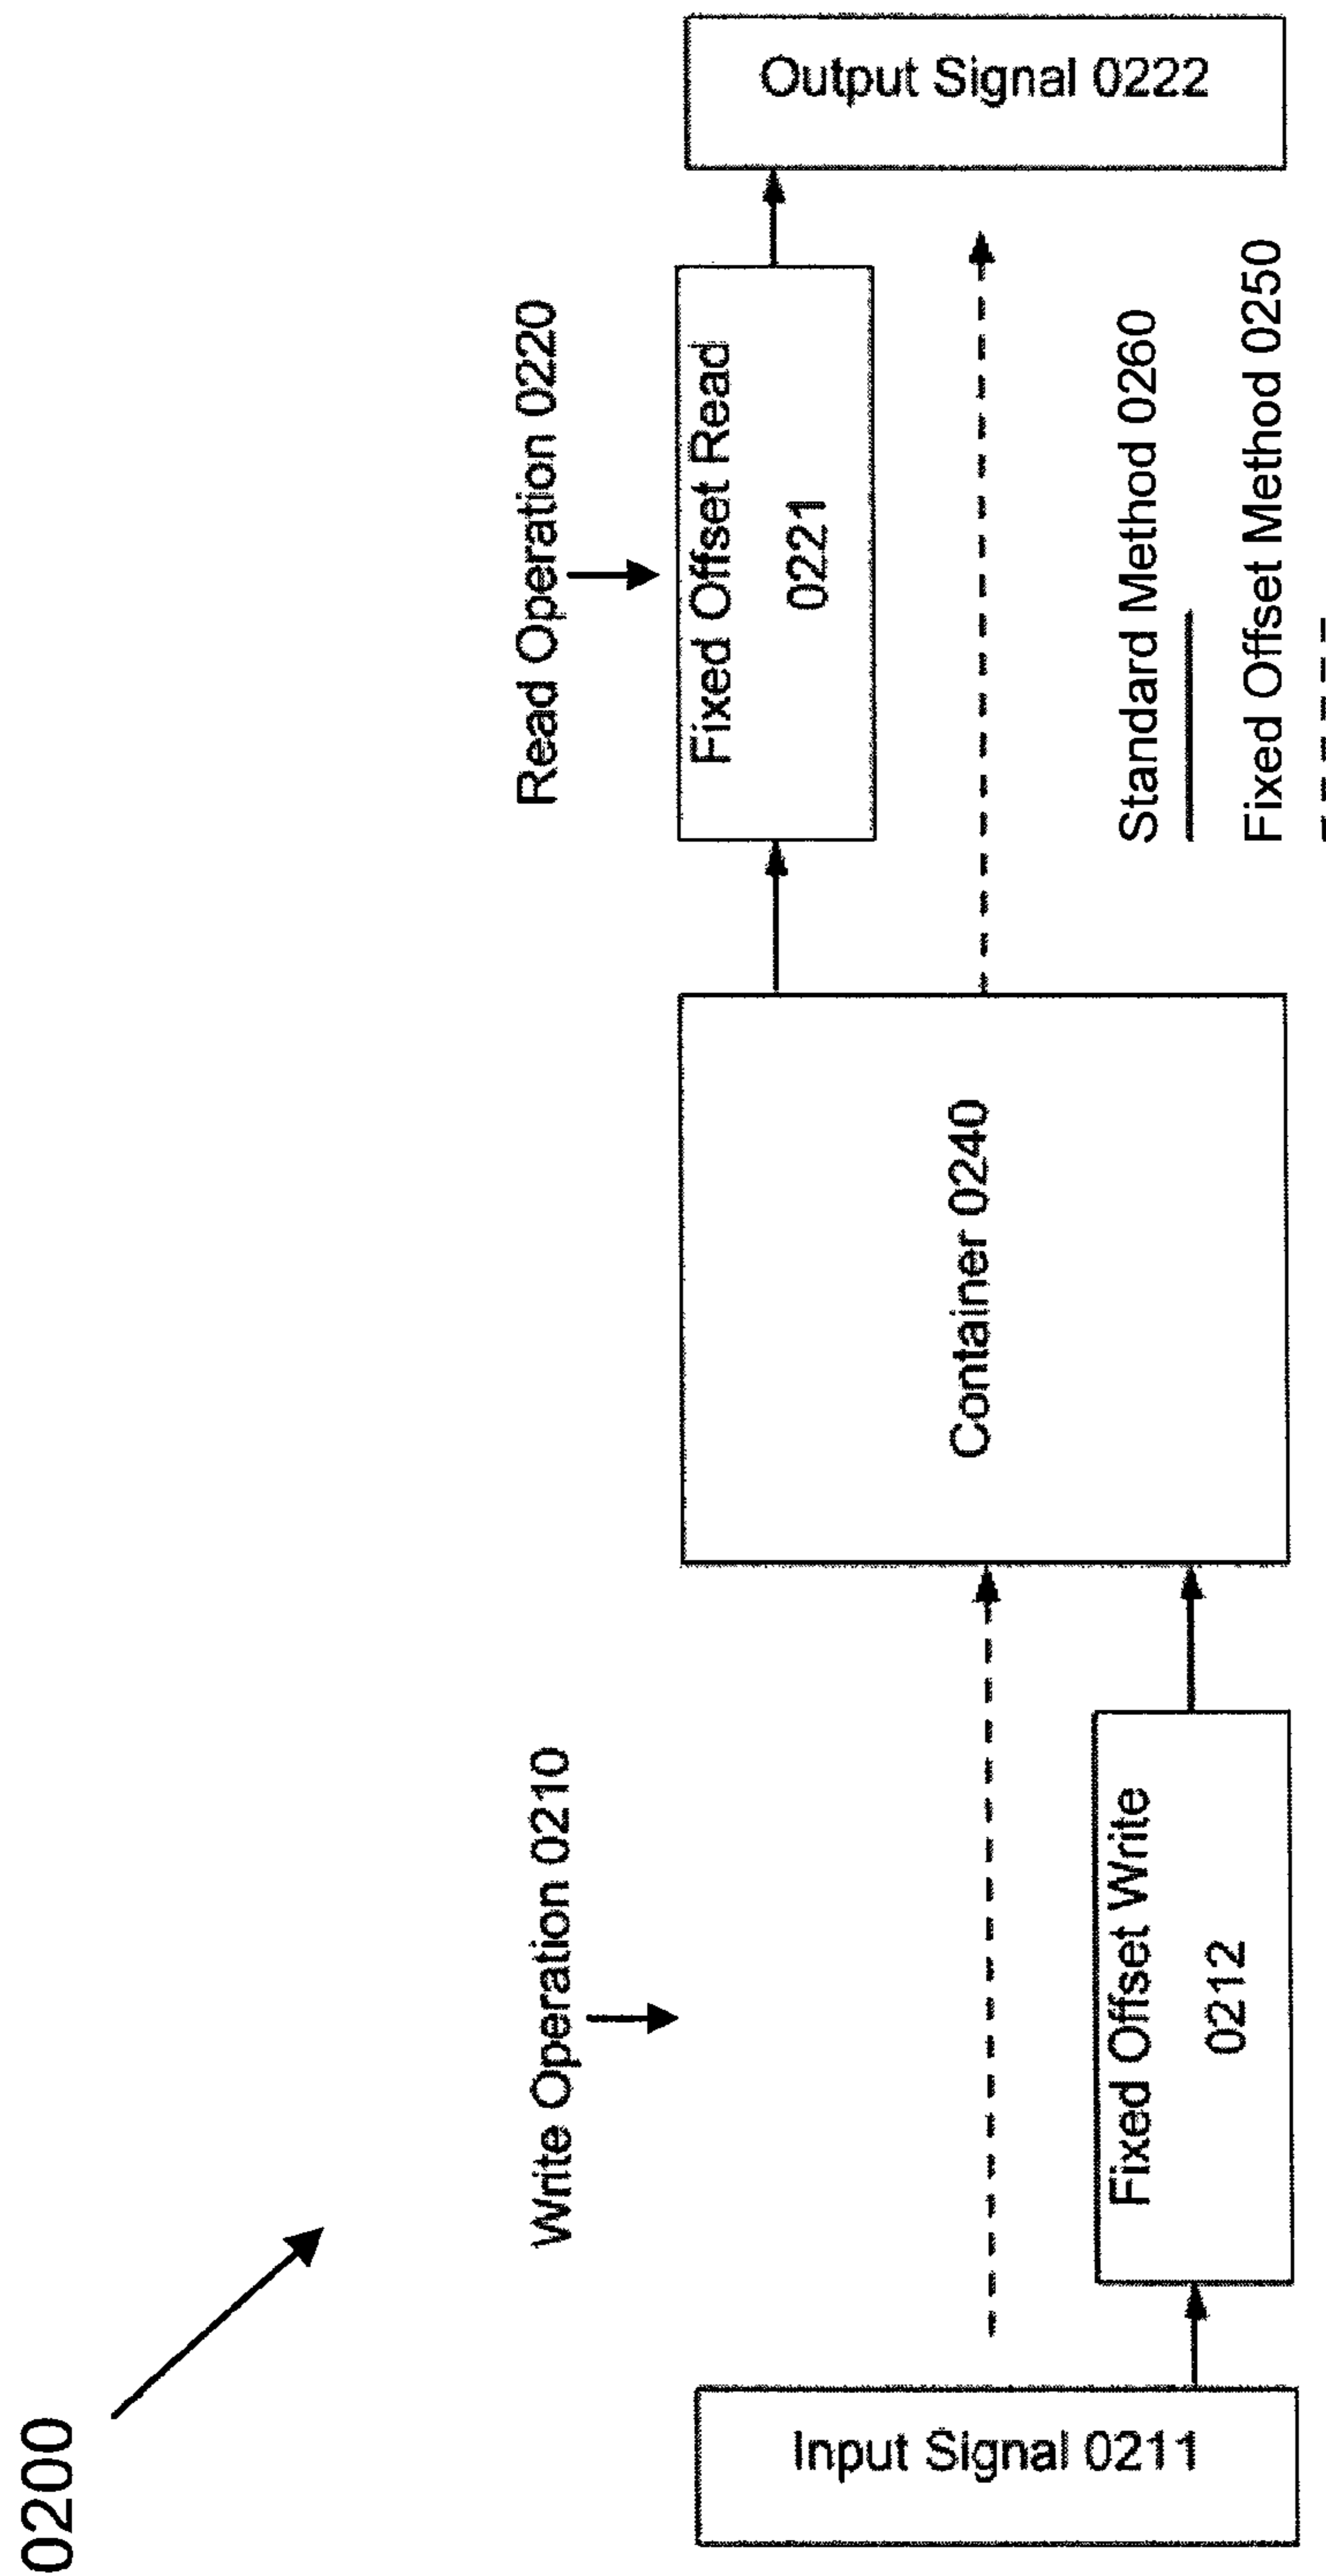 0200
Write Operation 0210
Read Operation 0220
Input Signal 0211
Fixed Offset Write
0212
Container 0240
Fixed Offset Read
0221
Output Signal 0222
Standard Method 0260
Fixed Offset Method 0250